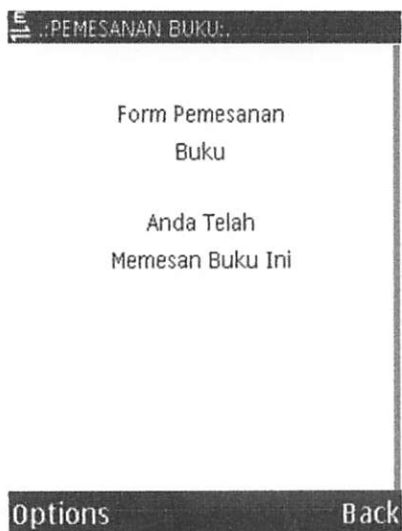 .:PEMESANAN BUKU:.
Form Pemesanan
Buku
Anda Telah
Memesan Buku Ini
Options
Back